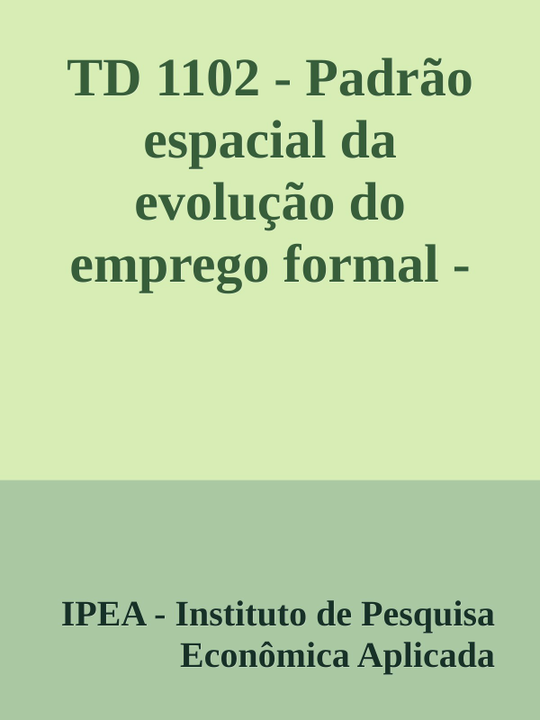 TD 1102 - Padrão
espacial da
evolução do
emprego formal -
IPEA - Instituto de Pesquisa
Econômica Aplicada